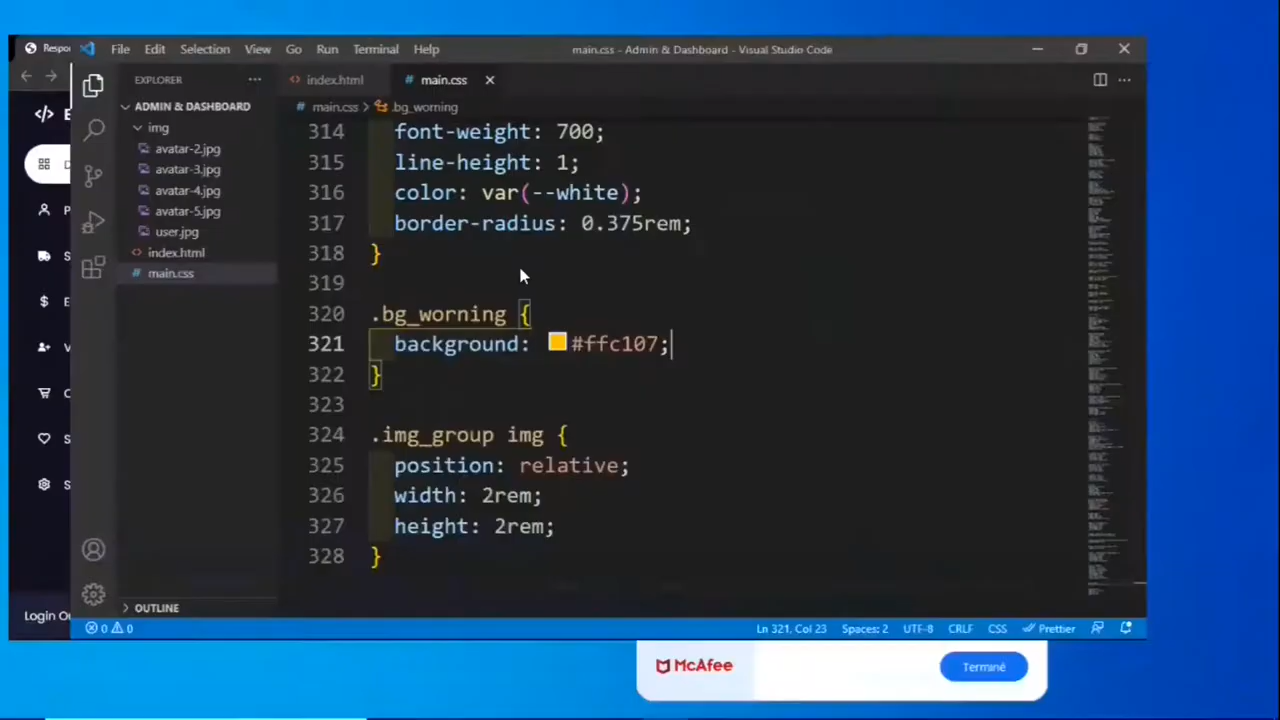 Respo
File Edit Selection View Go Run Terminal Help
main.css - Admin & Dashboard - Visual Studio Code
EXPLORER
index.html
main.css
ADMIN & DASHBOARD
main.css > .bg_worning
img
avatar-2.jpg
avatar-3.jpg
avatar-4.jpg
avatar-5.jpg
user.jpg
index.html
main.css
314 font-weight: 700;
315 line-height: 1;
316 color: var(--white);
317 border-radius: 0.375rem;
318 }
319
320 .bg_worning {
321 background: #ffc107;
322 }
323
324 .img_group img {
325 position: relative;
326 width: 2rem;
327 height: 2rem;
328 }
OUTLINE
Login Ou
0 0
Ln 321, Col 23 Spaces: 2 UTF-8 CRLF CSS Prettier
McAfee
Terminé